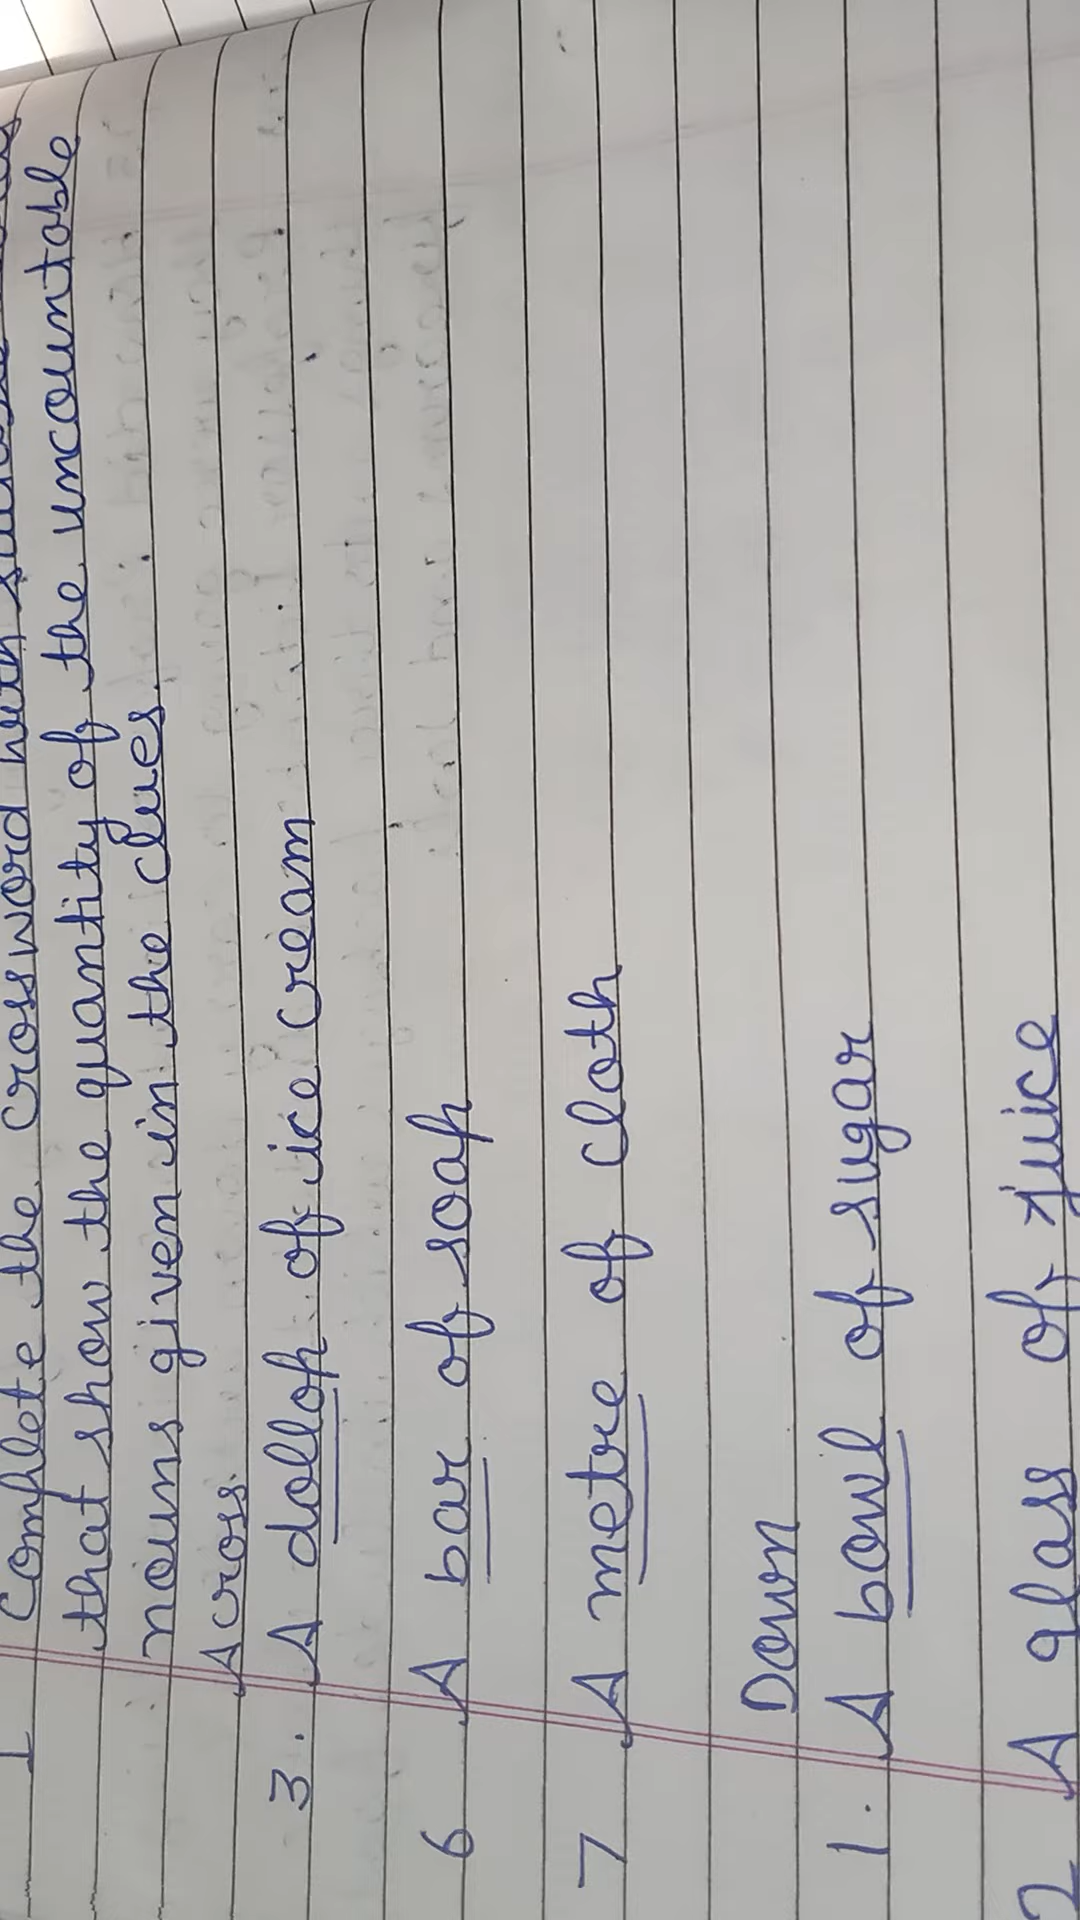 I Complete the crossword with
that show the quantity of the uncountable
nouns given in the clues.
Across
3. A dollop of ice cream
6 A bar of soap
7 A metre of cloth
Down
1. A bowl of sugar
2 A glass of juice